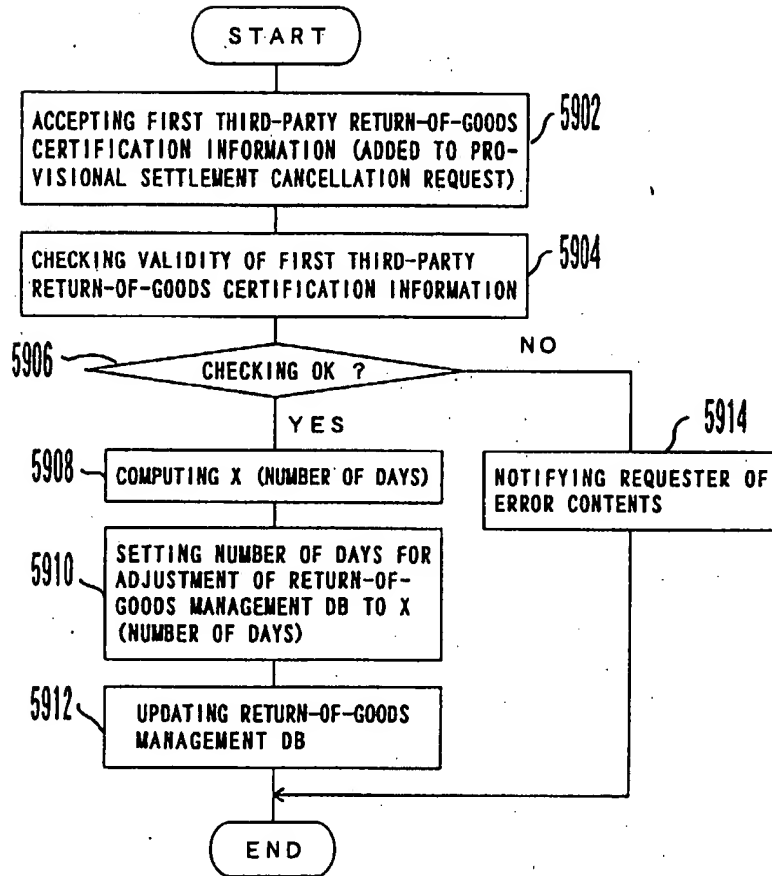 START
ACCEPTING FIRST THIRD-PARTY RETURN-OF-GOODS
CERTIFICATION INFORMATION (ADDED TO PRO-
VISIONAL SETTLEMENT CANCELLATION REQUEST)
5902
CHECKING VALIDITY OF FIRST THIRD-PARTY
RETURN-OF-GOODS CERTIFICATION INFORMATION
5904
5906
CHECKING OK ?
NO
YES
5908
COMPUTING X (NUMBER OF DAYS)
5914
NOTIFYING REQUESTER OF
ERROR CONTENTS
5910
SETTING NUMBER OF DAYS FOR
ADJUSTMENT OF RETURN-OF-
GOODS MANAGEMENT DB TO X
(NUMBER OF DAYS)
5912
UPDATING RETURN-OF-GOODS
MANAGEMENT DB
END